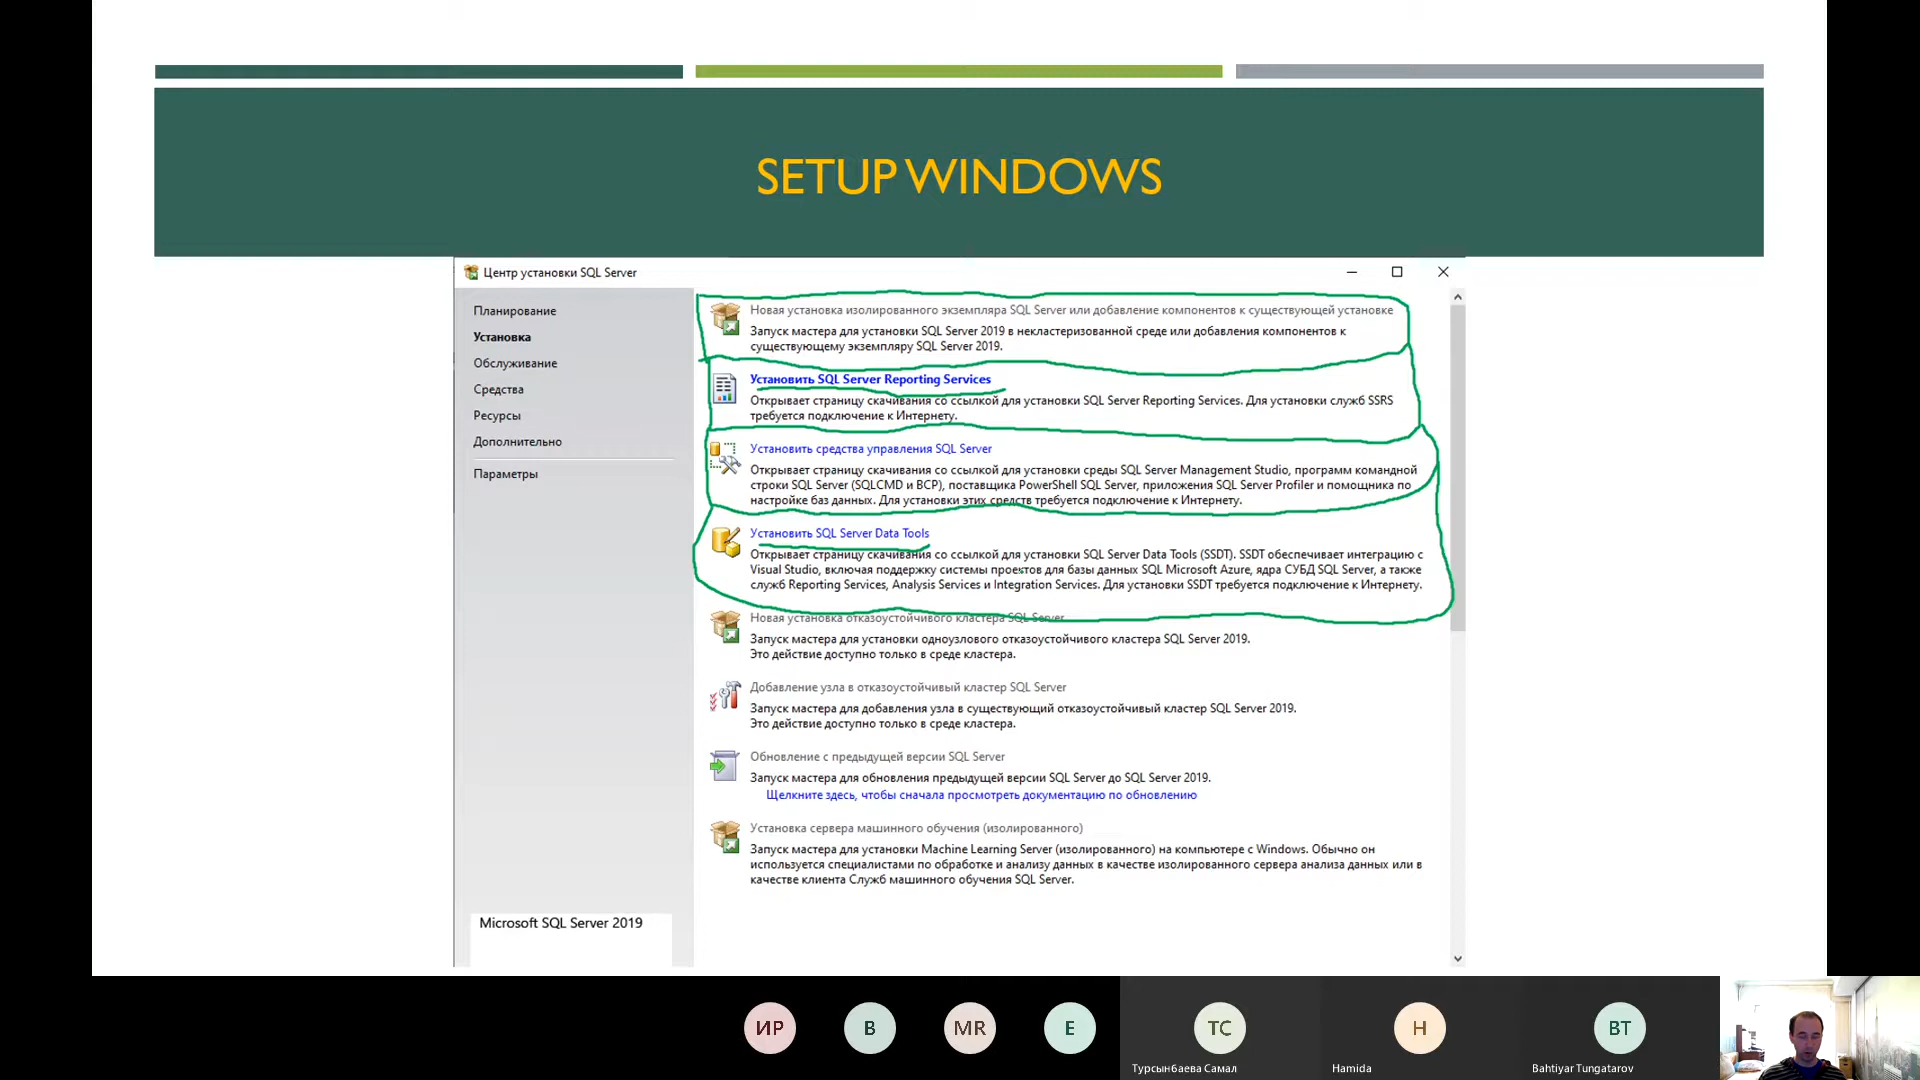 SETUP WINDOWS
Центр установки SQL Server
Планирование
Установка
Обслуживание
Средства
Ресурсы
Дополнительно
Параметры
Microsoft SQL Server 2019
Новая установка изолированного экземпляра SQL Server или добавление компонентов к существующей установке
Запуск мастера для установки SQL Server 2019 в некластеризованной среде или добавления компонентов к
существующему экземпляру SQL Server 2019.
Установить SQL Server Reporting Services
Открывает страницу скачивания со ссылкой для установки SQL Server Reporting Services. Для установки служб SSRS
требуется подключение к Интернету.
Установить средства управления SQL Server
Открывает страницу скачивания со ссылкой для установки среды SQL Server Management Studio, программ командной
строки SQL Server (SQLCMD и BCP), поставщика PowerShell SQL Server, приложения SQL Server Profiler и помощника по
настройке баз данных. Для установки этих средств требуется подключение к Интернету.
Установить SQL Server Data Tools
Открывает страницу скачивания со ссылкой для установки SQL Server Data Tools (SSDT). SSDT обеспечивает интеграцию с
Visual Studio, включая поддержку системы проектов для базы данных SQL Microsoft Azure, ядра СУБД SQL Server, а также
служб Reporting Services, Analysis Services и Integration Services. Для установки SSDT требуется подключение к Интернету.
Новая установка отказоустойчивого кластера SQL Server
Запуск мастера для установки одноузлового отказоустойчивого кластера SQL Server 2019.
Это действие доступно только в среде кластера.
Добавление узла в отказоустойчивый кластер SQL Server
Запуск мастера для добавления узла в существующий отказоустойчивый кластер SQL Server 2019.
Это действие доступно только в среде кластера.
Обновление с предыдущей версии SQL Server
Запуск мастера для обновления предыдущей версии SQL Server до SQL Server 2019.
Щелкните здесь, чтобы сначала просмотреть документацию по обновлению
Установка сервера машинного обучения (изолированного)
Запуск мастера для установки Machine Learning Server (изолированного) на компьютере с Windows. Обычно он
используется специалистами по обработке и анализу данных в качестве изолированного сервера анализа данных или в
качестве клиента Служб машинного обучения SQL Server.
ИР
B
MR
E
TC
H
BT
Турсынбаева Самал
Hamida
Bahtiyar Tungatarov